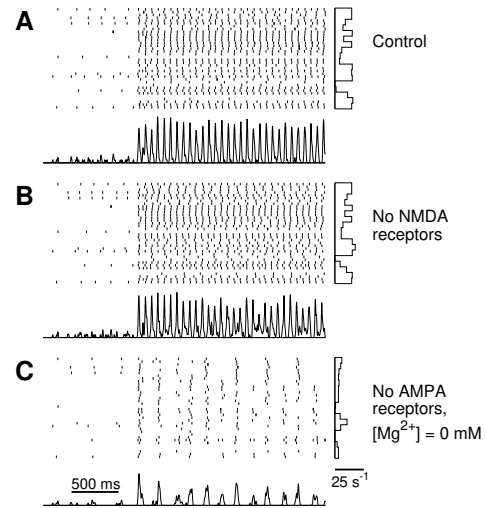 A
Control
B
No NMDA
receptors
C
No AMPA
receptors,
[Mg²⁺] = 0 mM
500 ms
25 s⁻¹